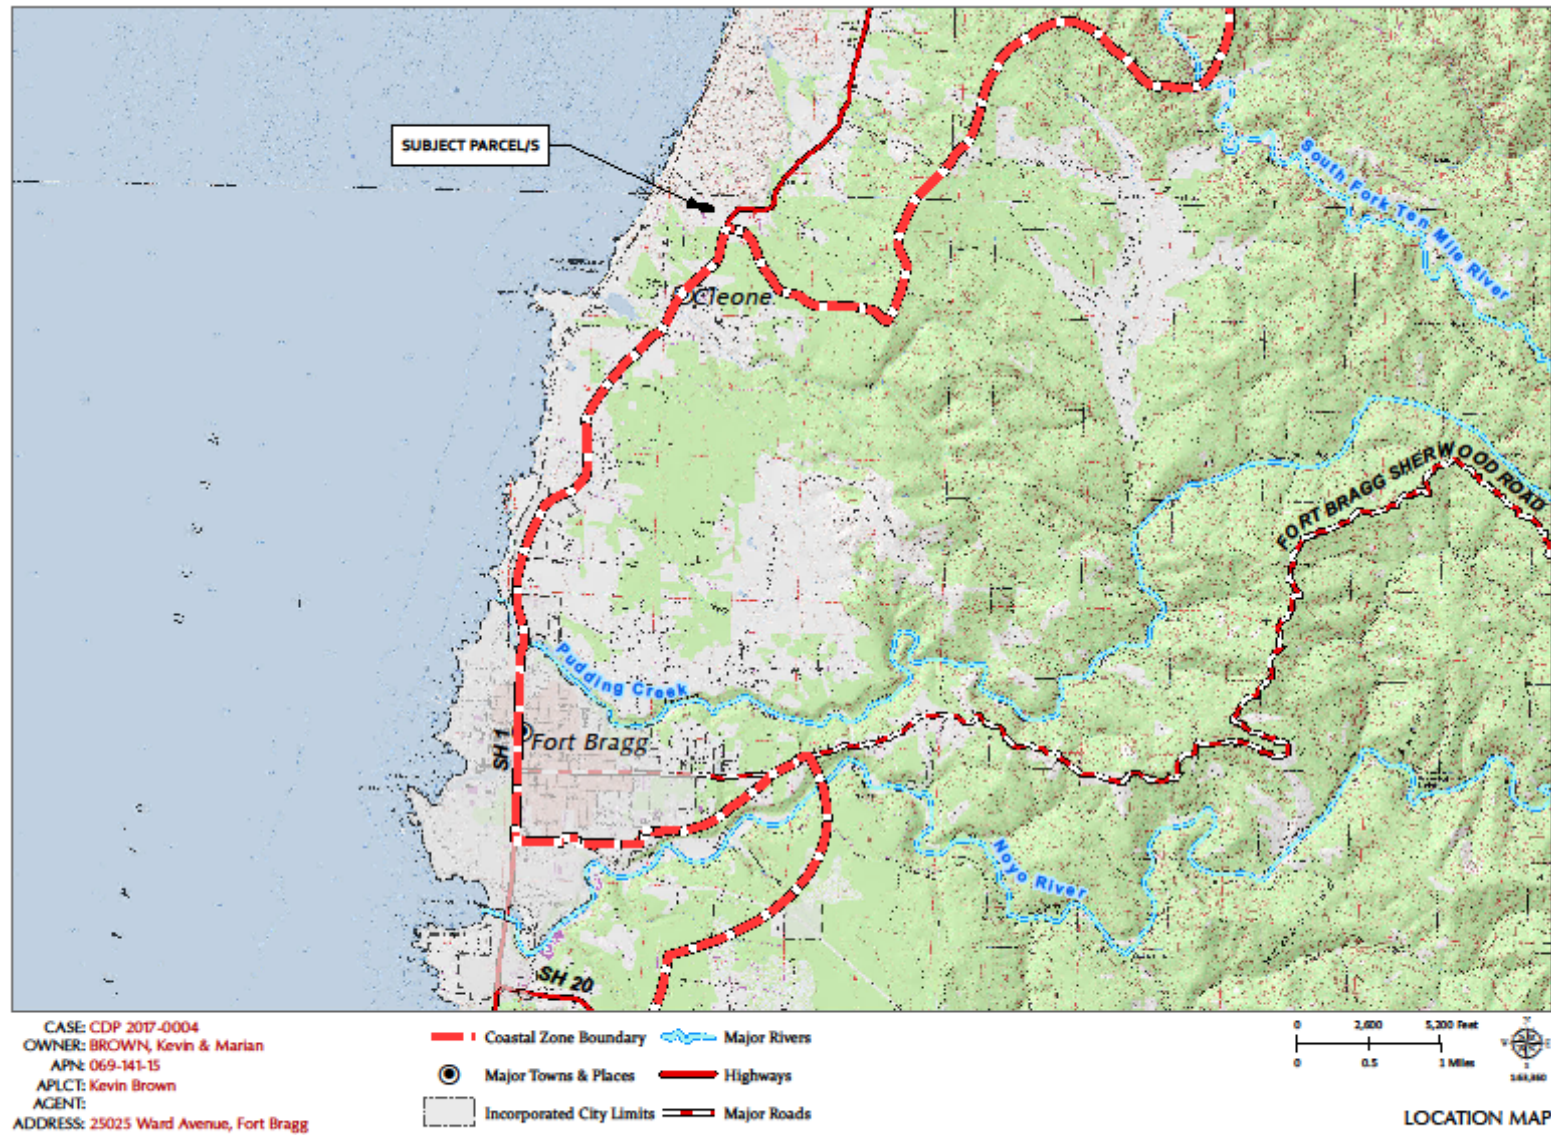 SUBJECT PARCEL/S
South Fork Ten Mile River
Cleone
FORT BRAGG SHERWOOD ROAD
Pudding Creek
SH 1
Fort Bragg
Noyo River
SH 20
CASE: CDP 2017-0004
OWNER: BROWN, Kevin & Marian
APN: 069-141-15
APLCT: Kevin Brown
AGENT:
ADDRESS: 25025 Ward Avenue, Fort Bragg
Coastal Zone Boundary
Major Rivers
Major Towns & Places
Highways
Incorporated City Limits
Major Roads
0 2,600 5,200 Feet
0 0.5 1 Miles
1:63,360
LOCATION MAP